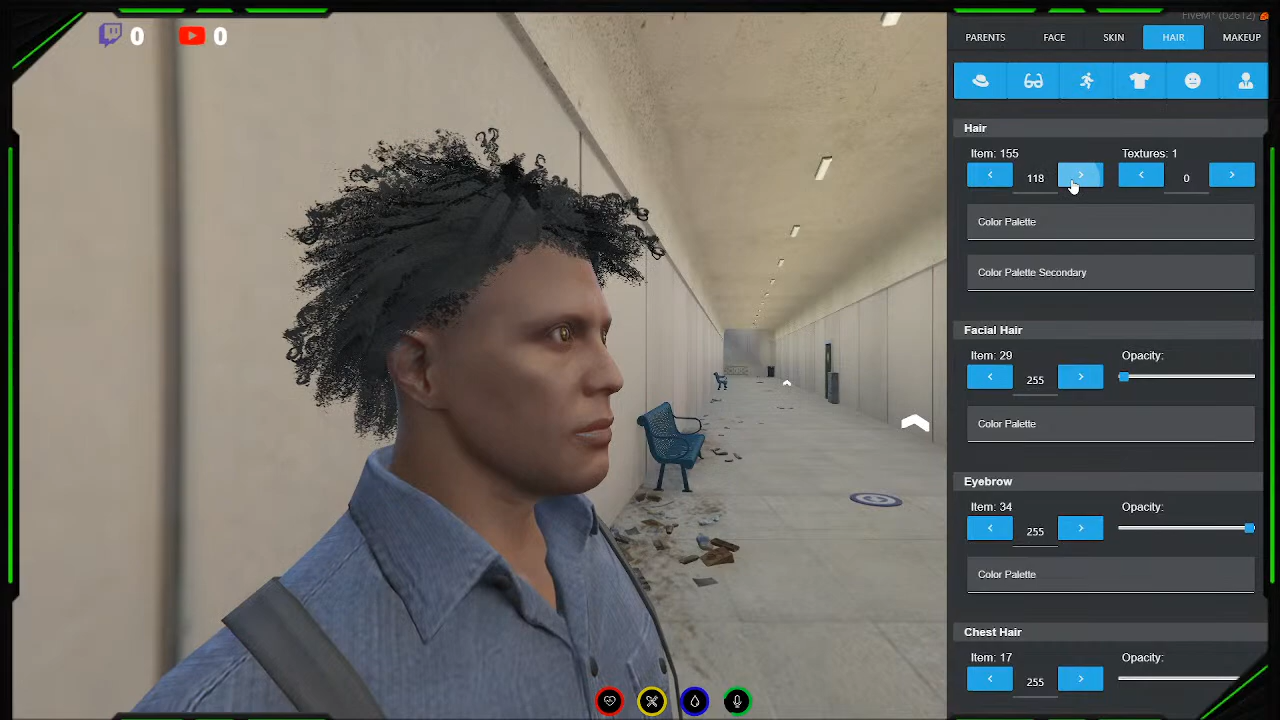 FiveM® (b2612)
0 0
PARENTS FACE SKIN HAIR MAKEUP
Hair
Item: 155 Textures: 1
118 0
Color Palette
Color Palette Secondary
Facial Hair
Item: 29 Opacity:
255
Color Palette
Eyebrow
Item: 34 Opacity:
255
Color Palette
Chest Hair
Item: 17 Opacity:
255